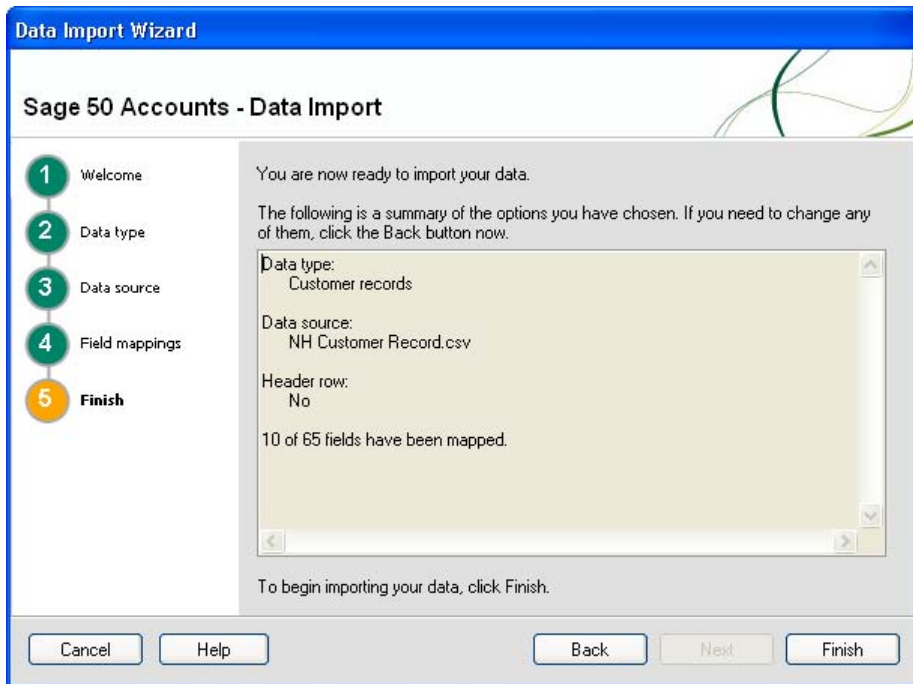 Data Import Wizard
Sage 50 Accounts - Data Import
1 Welcome
2 Data type
3 Data source
4 Field mappings
5 Finish
You are now ready to import your data.
The following is a summary of the options you have chosen. If you need to change any
of them, click the Back button now.
Data type:
Customer records
Data source:
NH Customer Record.csv
Header row:
No
10 of 65 fields have been mapped.
To begin importing your data, click Finish.
Cancel Help Back Next Finish